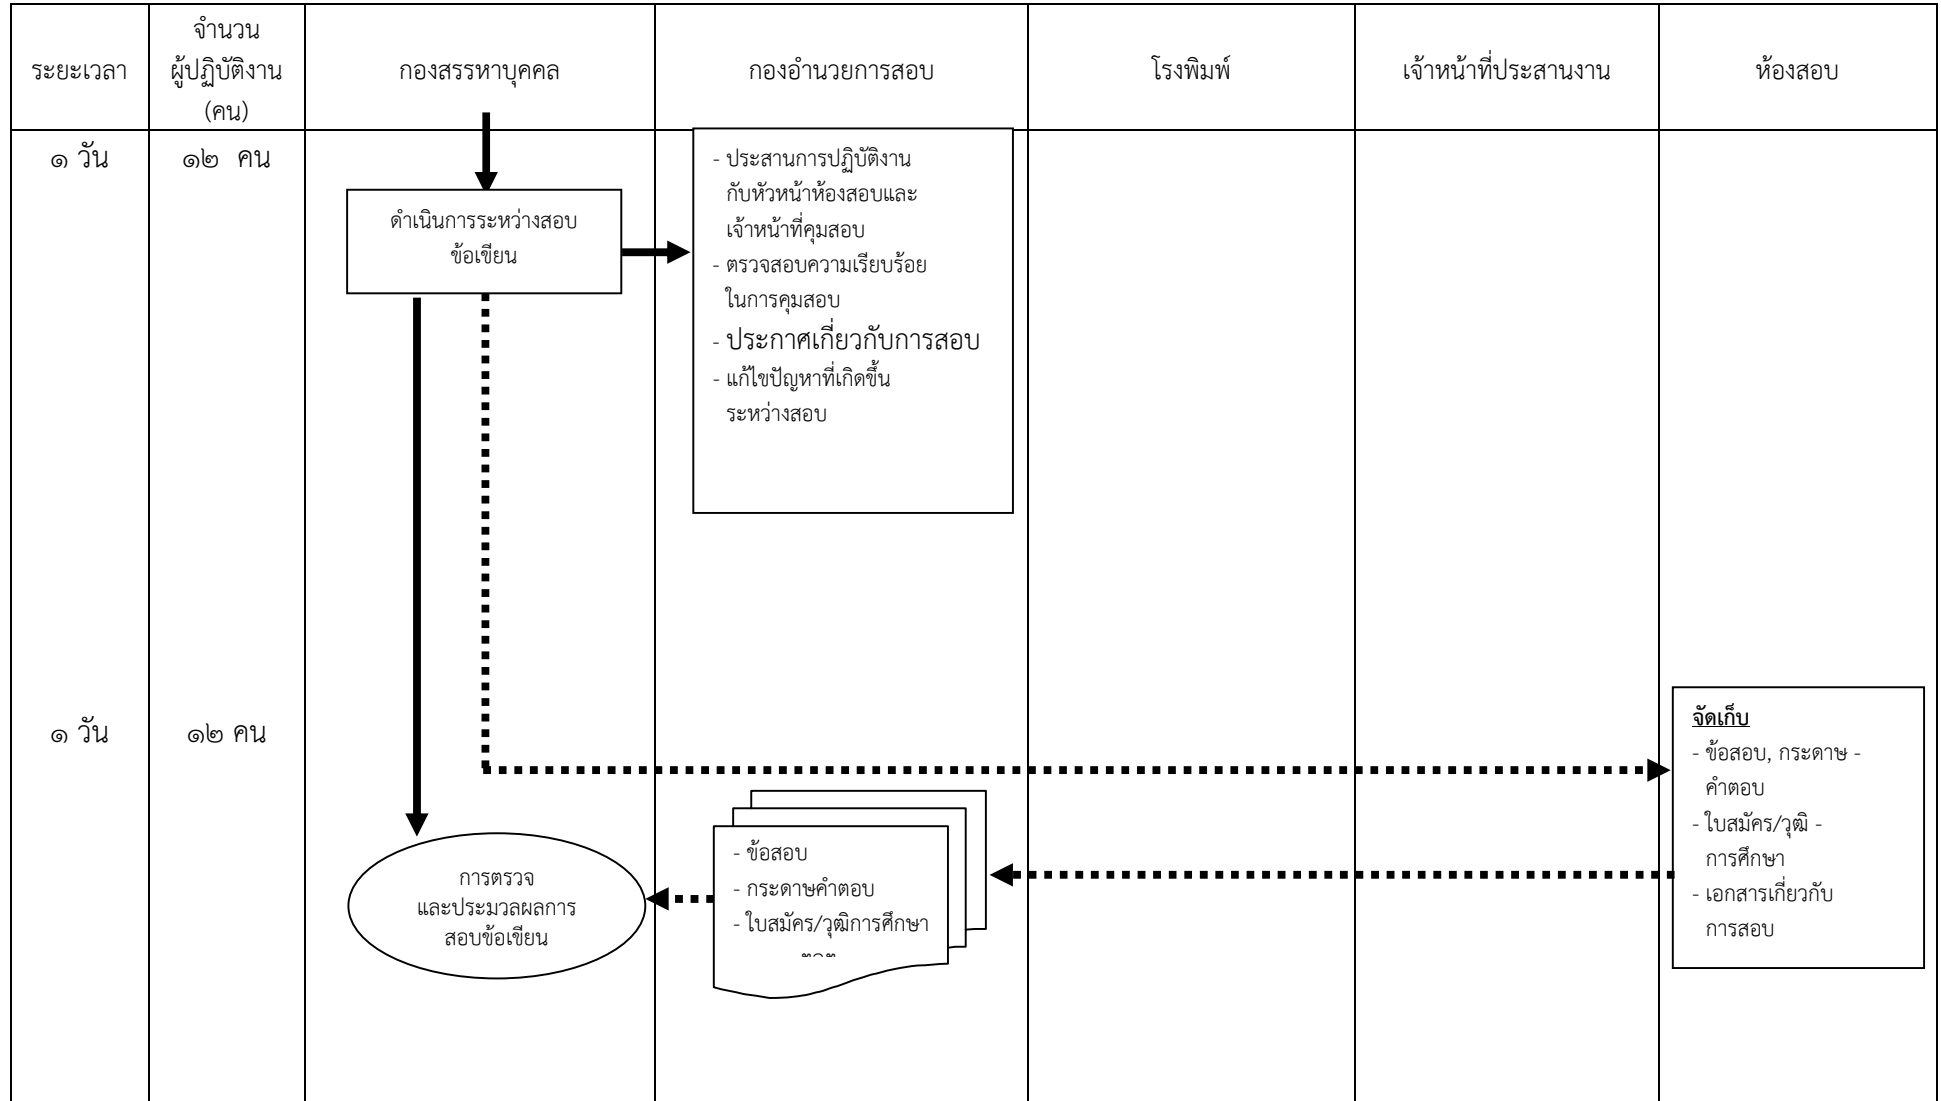 ระยะเวลา
จำนวน
ผู้ปฏิบัติงาน
(คน)
กองสรรหาบุคคล
กองอำนวยการสอบ
โรงพิมพ์
เจ้าหน้าที่ประสานงาน
ห้องสอบ
๑ วัน
๑๒ คน
ดำเนินการระหว่างสอบ
ข้อเขียน
- ประสานการปฏิบัติงาน
กับหัวหน้าห้องสอบและ
เจ้าหน้าที่คุมสอบ
- ตรวจสอบความเรียบร้อย
ในการคุมสอบ
- ประกาศเกี่ยวกับการสอบ
- แก้ไขปัญหาที่เกิดขึ้น
ระหว่างสอบ
๑ วัน
๑๒ คน
จัดเก็บ
- ข้อสอบ, กระดาษ -
คำตอบ
- ใบสมัคร/วุฒิ -
การศึกษา
- เอกสารเกี่ยวกับ
การสอบ
- ข้อสอบ
- กระดาษคำตอบ
- ใบสมัคร/วุฒิการศึกษา
การตรวจ
และประมวลผลการ
สอบข้อเขียน